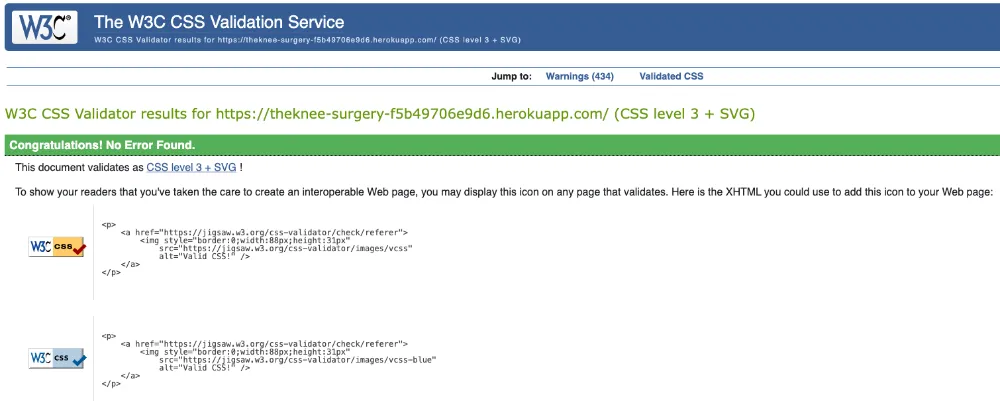 W3C®
The W3C CSS Validation Service
W3C CSS Validator results for https://theknee-surgery-f5b49706e9d6.herokuapp.com/ (CSS level 3 + SVG)
Jump to: Warnings (434) Validated CSS
W3C CSS Validator results for https://theknee-surgery-f5b49706e9d6.herokuapp.com/ (CSS level 3 + SVG)
Congratulations! No Error Found.
This document validates as CSS level 3 + SVG !
To show your readers that you've taken the care to create an interoperable Web page, you may display this icon on any page that validates. Here is the XHTML you could use to add this icon to your Web page:
W3C css
<p>
<a href="https://jigsaw.w3.org/css-validator/check/referer">
<img style="border:0;width:88px;height:31px"
src="https://jigsaw.w3.org/css-validator/images/vcss"
alt="Valid CSS!" />
</a>
</p>
W3C css
<p>
<a href="https://jigsaw.w3.org/css-validator/check/referer">
<img style="border:0;width:88px;height:31px"
src="https://jigsaw.w3.org/css-validator/images/vcss-blue"
alt="Valid CSS!" />
</a>
</p>